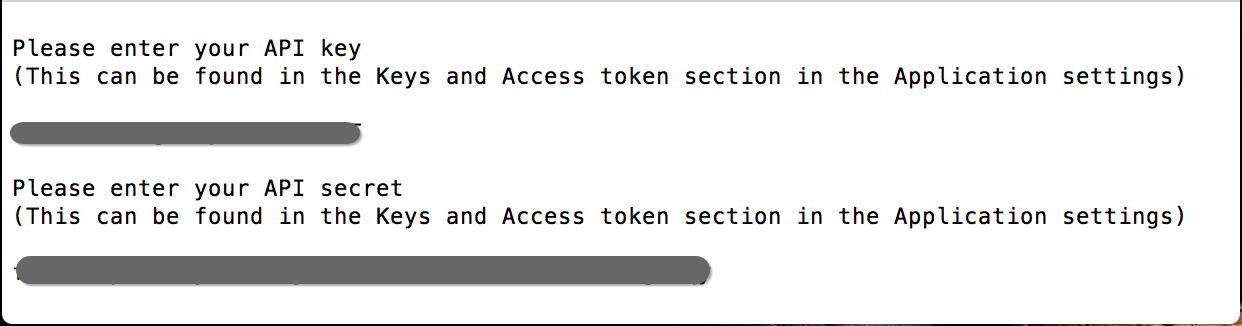 Please enter your API key
(This can be found in the Keys and Access token section in the Application settings)
Please enter your API secret
(This can be found in the Keys and Access token section in the Application settings)